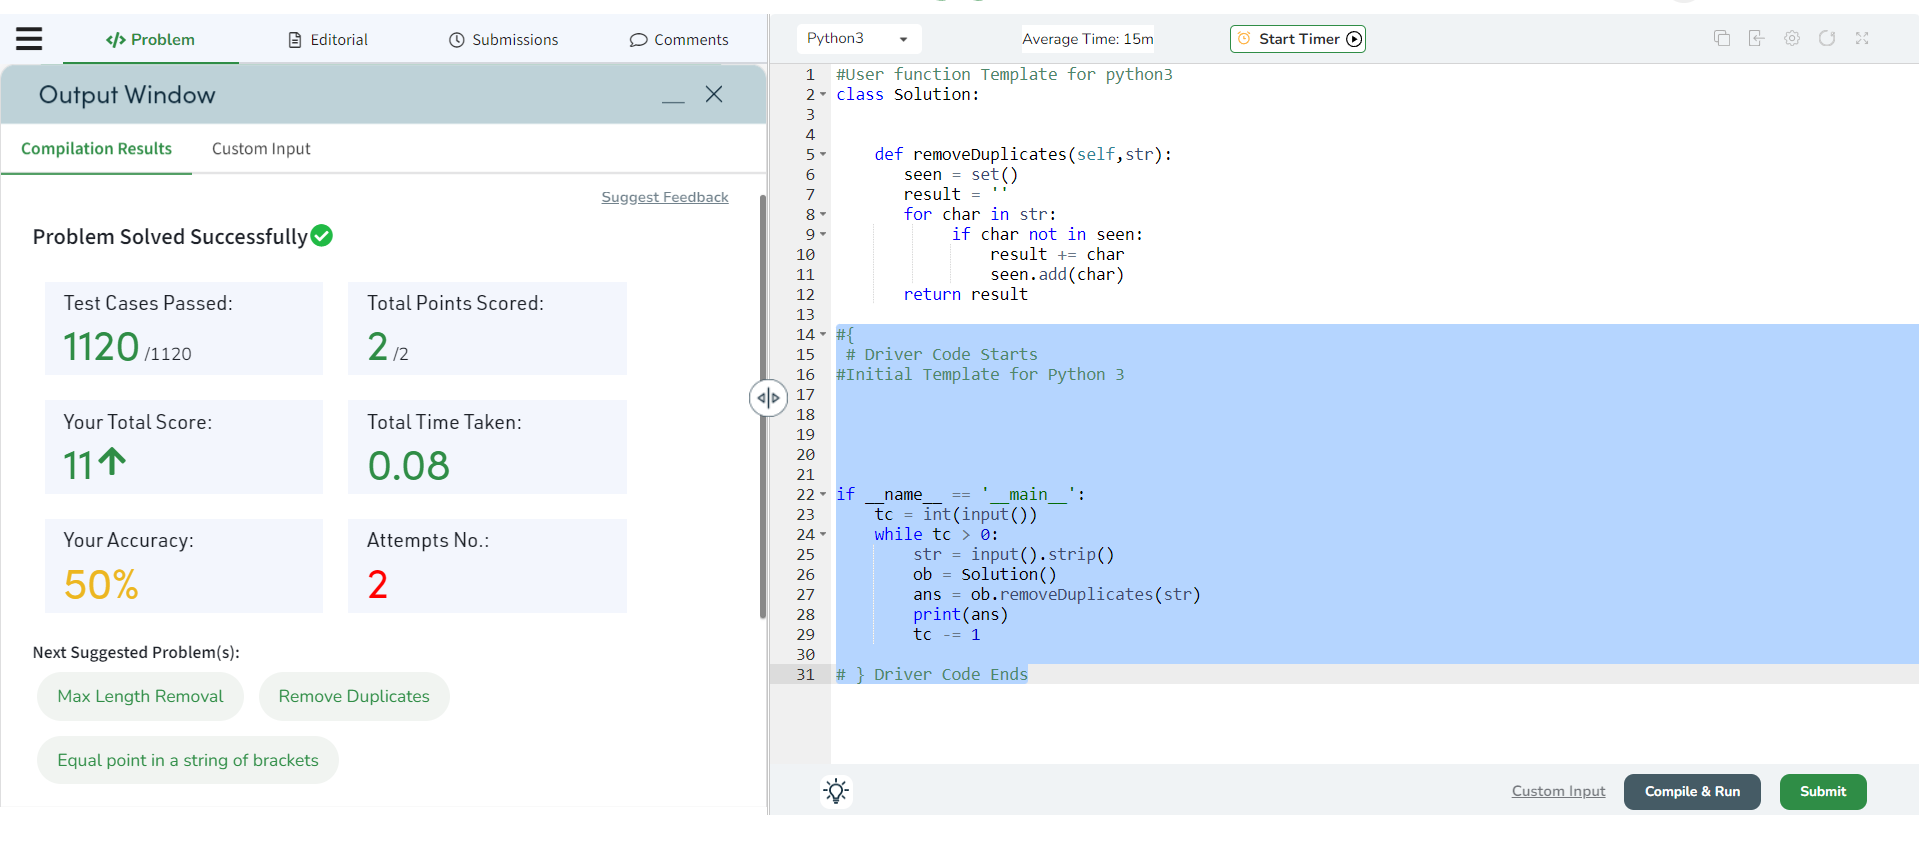 Problem
Editorial
Submissions
Comments
Output Window
Compilation Results
Custom Input
Suggest Feedback
Problem Solved Successfully
Test Cases Passed:
1120 /1120
Total Points Scored:
2 /2
Your Total Score:
11
Total Time Taken:
0.08
Your Accuracy:
50%
Attempts No.:
2
Next Suggested Problem(s):
Max Length Removal
Remove Duplicates
Equal point in a string of brackets
Python3
Average Time: 15m
Start Timer
1 #User function Template for python3
2 class Solution:
3
4
5 def removeDuplicates(self,str):
6 seen = set()
7 result = ''
8 for char in str:
9 if char not in seen:
10 result += char
11 seen.add(char)
12 return result
13
14 #{
15 # Driver Code Starts
16 #Initial Template for Python 3
17
18
19
20
21
22 if __name__ == '__main__':
23 tc = int(input())
24 while tc > 0:
25 str = input().strip()
26 ob = Solution()
27 ans = ob.removeDuplicates(str)
28 print(ans)
29 tc -= 1
30
31 # } Driver Code Ends
Custom Input
Compile & Run
Submit